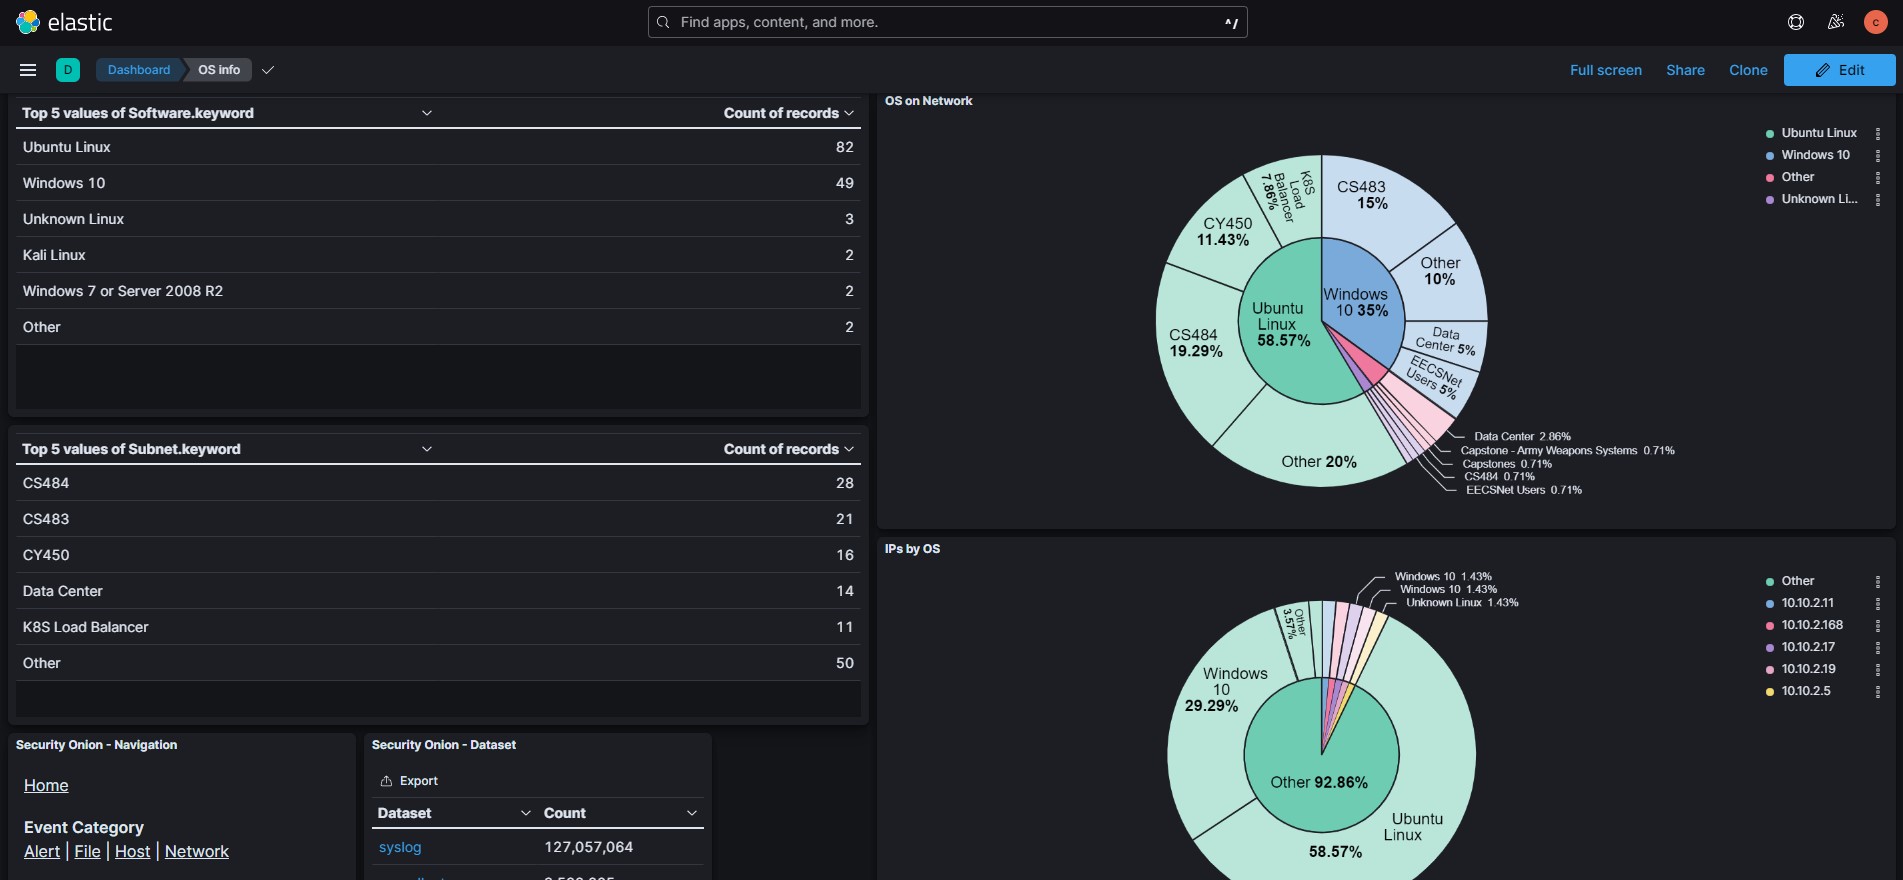 elastic
Find apps, content, and more.
^/
c
D
Dashboard
OS info
Full screen
Share
Clone
Edit
Top 5 values of Software.keyword
Count of records
Ubuntu Linux 82
Windows 10 49
Unknown Linux 3
Kali Linux 2
Windows 7 or Server 2008 R2 2
Other 2
Top 5 values of Subnet.keyword
Count of records
CS484 28
CS483 21
CY450 16
Data Center 14
K8S Load Balancer 11
Other 50
Security Onion - Navigation
Home
Event Category
Alert | File | Host | Network
Security Onion - Dataset
Export
Dataset Count
syslog 127,057,064
OS on Network
Ubuntu Linux
Windows 10
Other
Unknown Li...
K8S
Load
Balancer
7.86%
CS483
15%
CY450
11.43%
Other
10%
Windows
10 35%
Ubuntu
Linux
58.57%
CS484
19.29%
Data
Center 5%
EECSNet
Users 5%
Other 20%
Data Center 2.86%
Capstone - Army Weapons Systems 0.71%
Capstones 0.71%
CS484 0.71%
EECSNet Users 0.71%
IPs by OS
Other
10.10.2.11
10.10.2.168
10.10.2.17
10.10.2.19
10.10.2.5
Windows 10 1.43%
Windows 10 1.43%
Unknown Linux 1.43%
Other
3.57%
Windows
10
29.29%
Other 92.86%
Ubuntu
Linux
58.57%